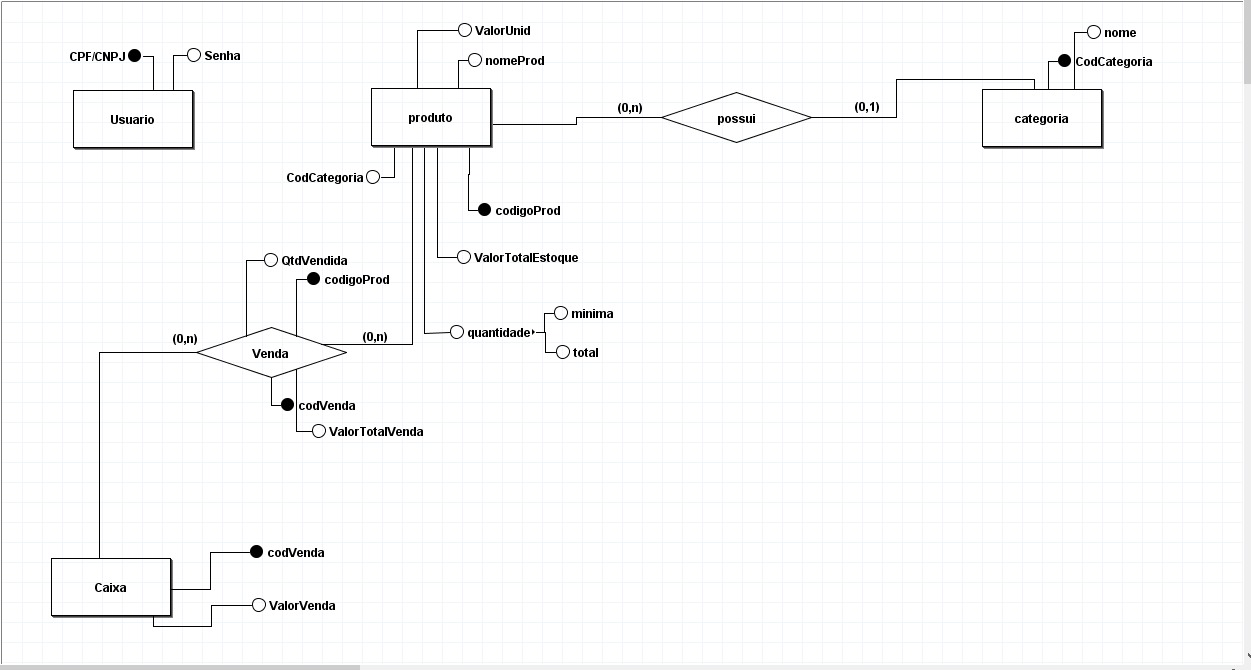 ValorUnid
nome
CPF/CNPJ
Senha
nomeProd
CodCategoria
(0,n)
(0,1)
Usuario
produto
possui
categoria
CodCategoria
codigoProd
QtdVendida
ValorTotalEstoque
codigoProd
minima
(0,n)
(0,n)
quantidade
Venda
total
codVenda
ValorTotalVenda
codVenda
Caixa
ValorVenda